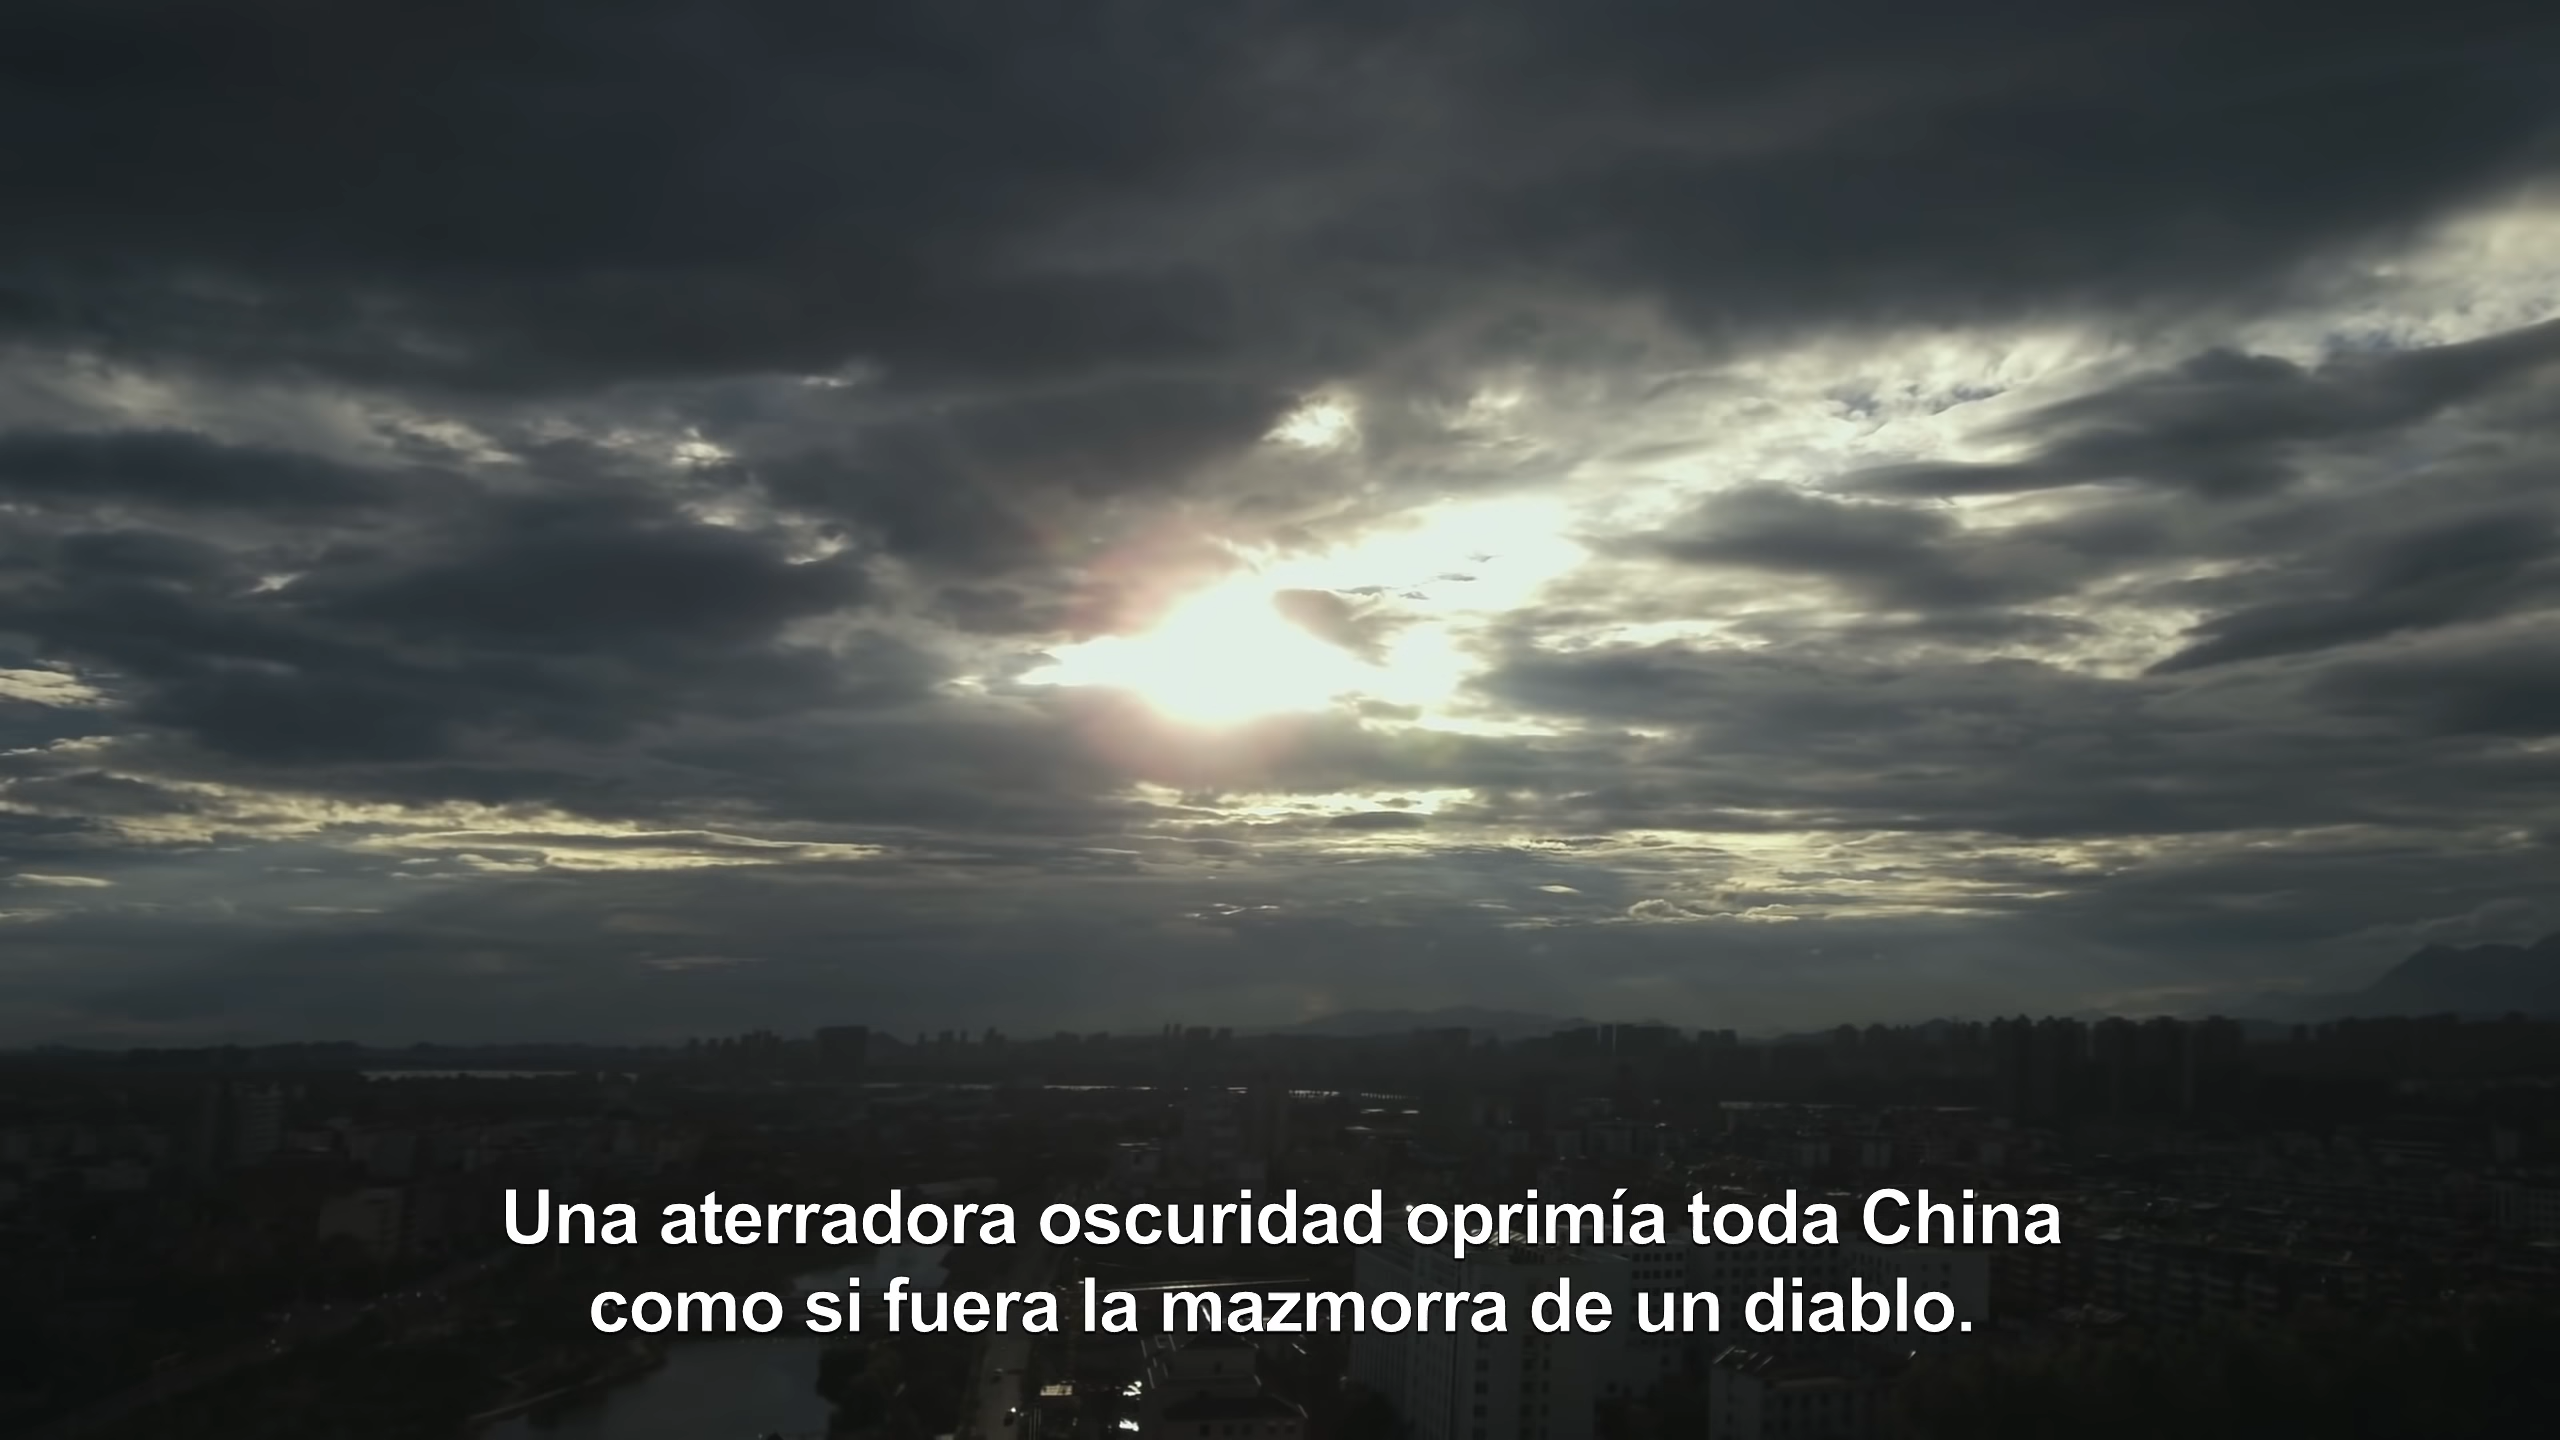 Una aterradora oscuridad oprimía toda China
como si fuera la mazmorra de un diablo.